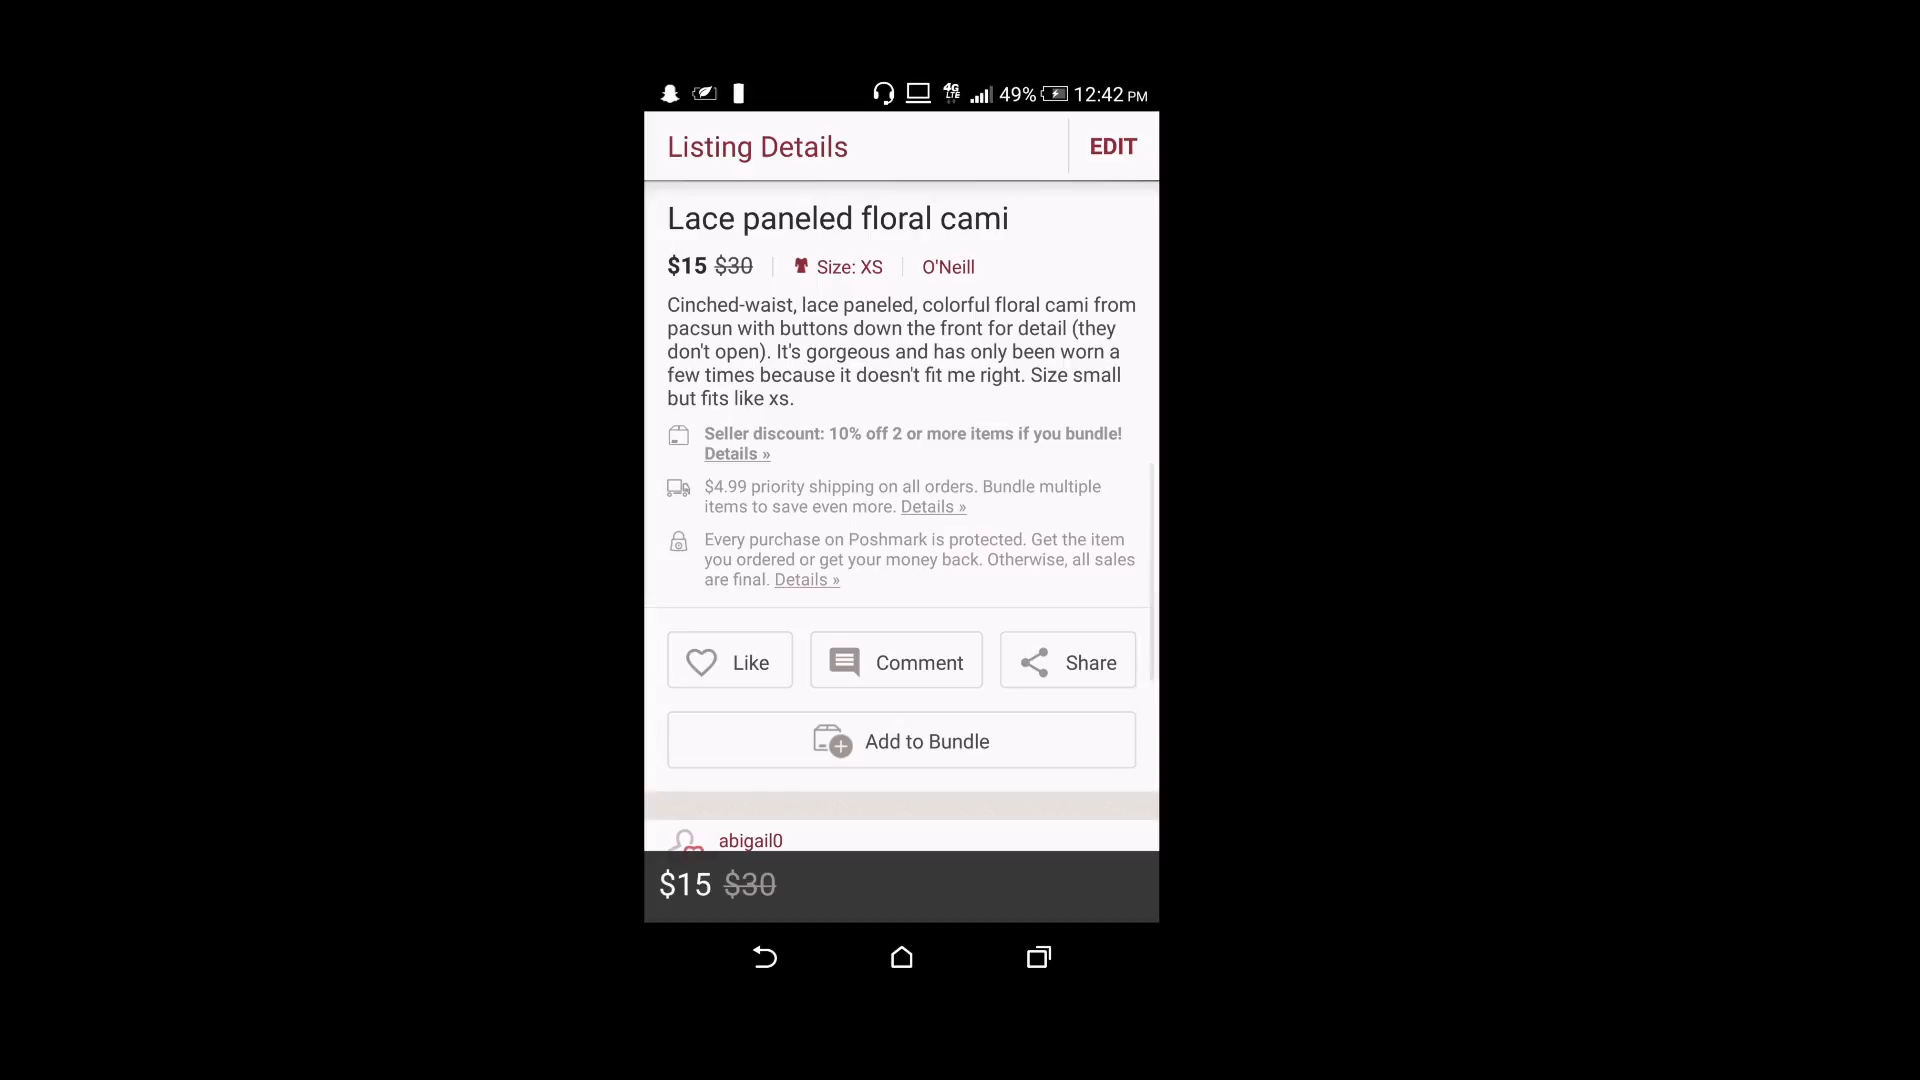 49% 12:42 PM
Listing Details EDIT
Lace paneled floral cami
$15 $30 Size: XS O'Neill
Cinched-waist, lace paneled, colorful floral cami from
pacsun with buttons down the front for detail (they
don't open). It's gorgeous and has only been worn a
few times because it doesn't fit me right. Size small
but fits like xs.
Seller discount: 10% off 2 or more items if you bundle!
Details »
$4.99 priority shipping on all orders. Bundle multiple
items to save even more. Details »
Every purchase on Poshmark is protected. Get the item
you ordered or get your money back. Otherwise, all sales
are final. Details »
Like Comment Share
Add to Bundle
abigail0
$15 $30